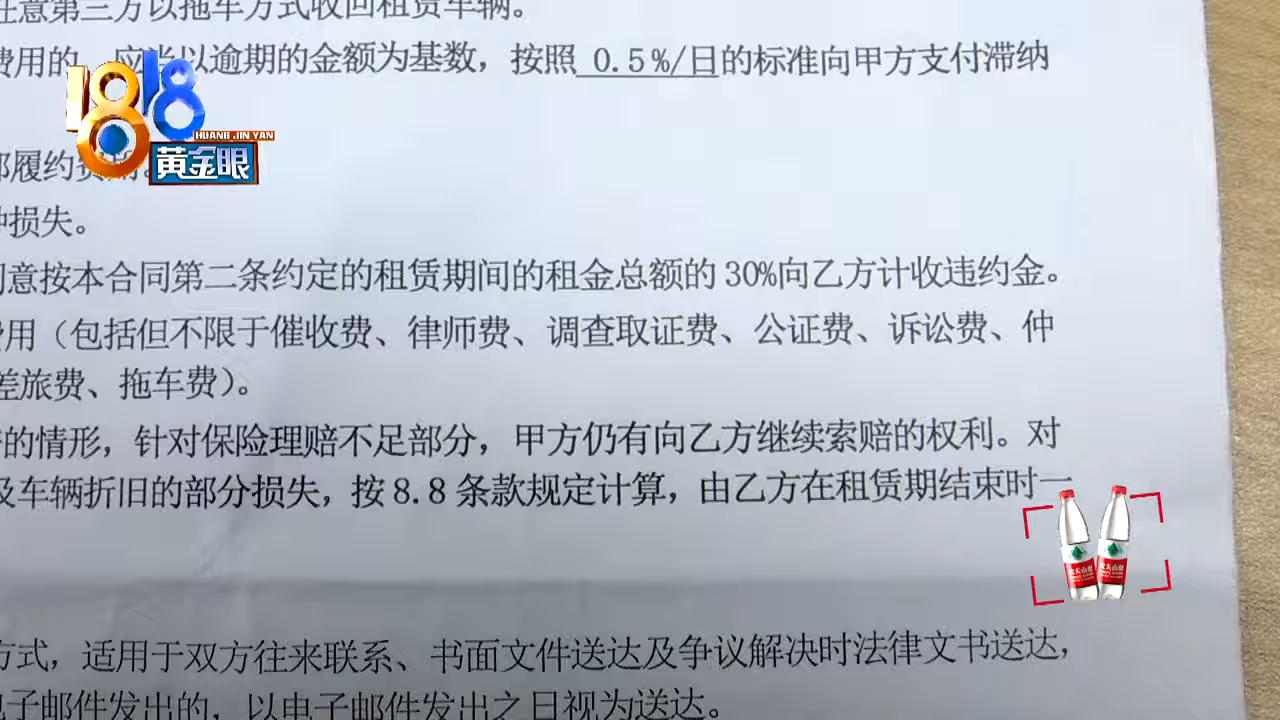 任意第三方以拖车方式收回租赁车辆。
费用的，应当以逾期的金额为基数，按照 0.5%/日的标准向甲方支付滞纳
1818
HUANG JIN YAN
黄金眼
履约
损失。
同意按本合同第二条约定的租赁期间的租金总额的 30%向乙方计收违约金。
费用（包括但不限于催收费、律师费、调查取证费、公证费、诉讼费、仲
差旅费、拖车费）。
的情形，针对保险理赔不足部分，甲方仍有向乙方继续索赔的权利。对
及车辆折旧的部分损失，按 8.8 条款规定计算，由乙方在租赁期结束时一
农夫山泉
农夫山泉
方式，适用于双方往来联系、书面文件送达及争议解决时法律文书送达，
电子邮件发出的，以电子邮件发出之日视为送达。